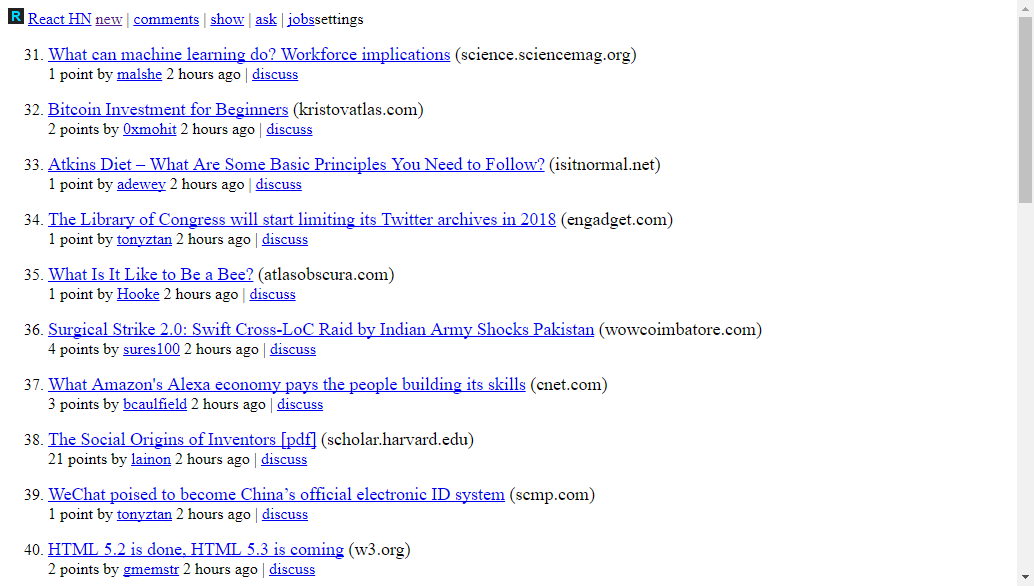 R React HN new | comments | show | ask | jobssettings
31. What can machine learning do? Workforce implications (science.sciencemag.org)
1 point by malshe 2 hours ago | discuss
32. Bitcoin Investment for Beginners (kristovatlas.com)
2 points by 0xmohit 2 hours ago | discuss
33. Atkins Diet – What Are Some Basic Principles You Need to Follow? (isitnormal.net)
1 point by adewey 2 hours ago | discuss
34. The Library of Congress will start limiting its Twitter archives in 2018 (engadget.com)
1 point by tonyztan 2 hours ago | discuss
35. What Is It Like to Be a Bee? (atlasobscura.com)
1 point by Hooke 2 hours ago | discuss
36. Surgical Strike 2.0: Swift Cross-LoC Raid by Indian Army Shocks Pakistan (wowcoimbatore.com)
4 points by sures100 2 hours ago | discuss
37. What Amazon's Alexa economy pays the people building its skills (cnet.com)
3 points by bcaulfield 2 hours ago | discuss
38. The Social Origins of Inventors [pdf] (scholar.harvard.edu)
21 points by lainon 2 hours ago | discuss
39. WeChat poised to become China’s official electronic ID system (scmp.com)
1 point by tonyztan 2 hours ago | discuss
40. HTML 5.2 is done, HTML 5.3 is coming (w3.org)
2 points by gmemstr 2 hours ago | discuss